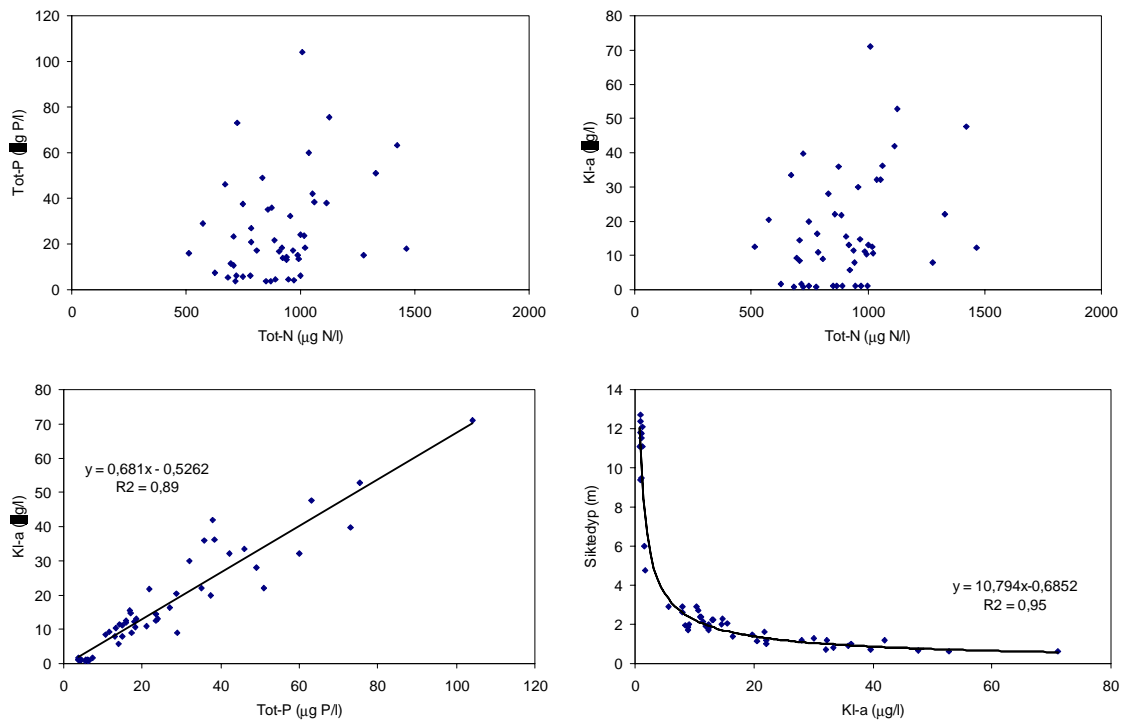 120
100
80
60
40
20
0
Tot-P (█g P/l)
0 500 1000 1500 2000
Tot-N (μg N/l)
80
70
60
50
40
30
20
10
0
Kl-a (█g/l)
0 500 1000 1500 2000
Tot-N (μg N/l)
80
70
60
50
40
30
20
10
0
Kl-a (█g/l)
y = 0,681x - 0,5262
R2 = 0,89
0 20 40 60 80 100 120
Tot-P (μg P/l)
14
12
10
8
6
4
2
0
Siktedyp (m)
y = 10,794x-0,6852
R2 = 0,95
0 20 40 60 80
Kl-a (μg/l)